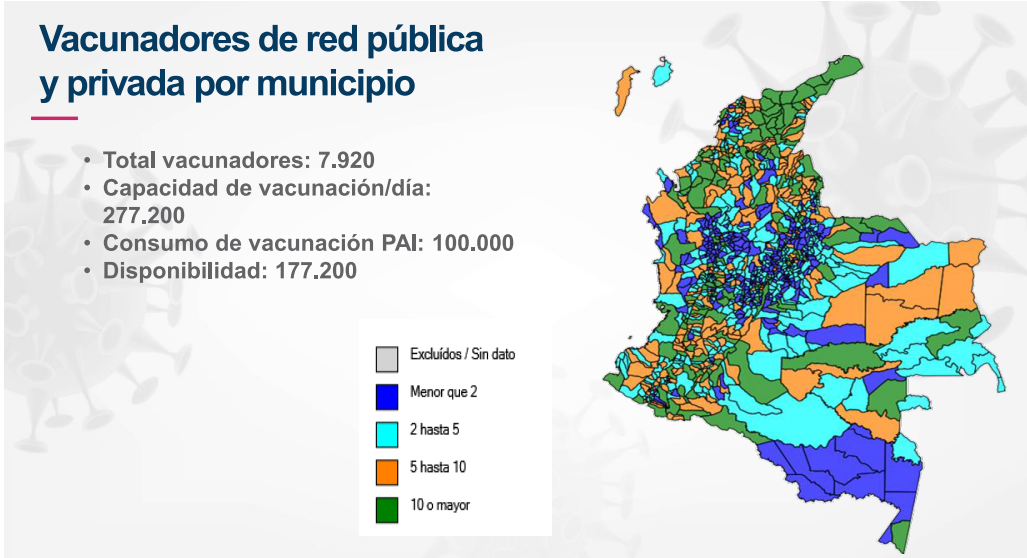 Vacunadores de red pública
y privada por municipio
• Total vacunadores: 7.920
• Capacidad de vacunación/día:
277.200
• Consumo de vacunación PAI: 100.000
• Disponibilidad: 177.200
Excluídos / Sin dato
Menor que 2
2 hasta 5
5 hasta 10
10 o mayor